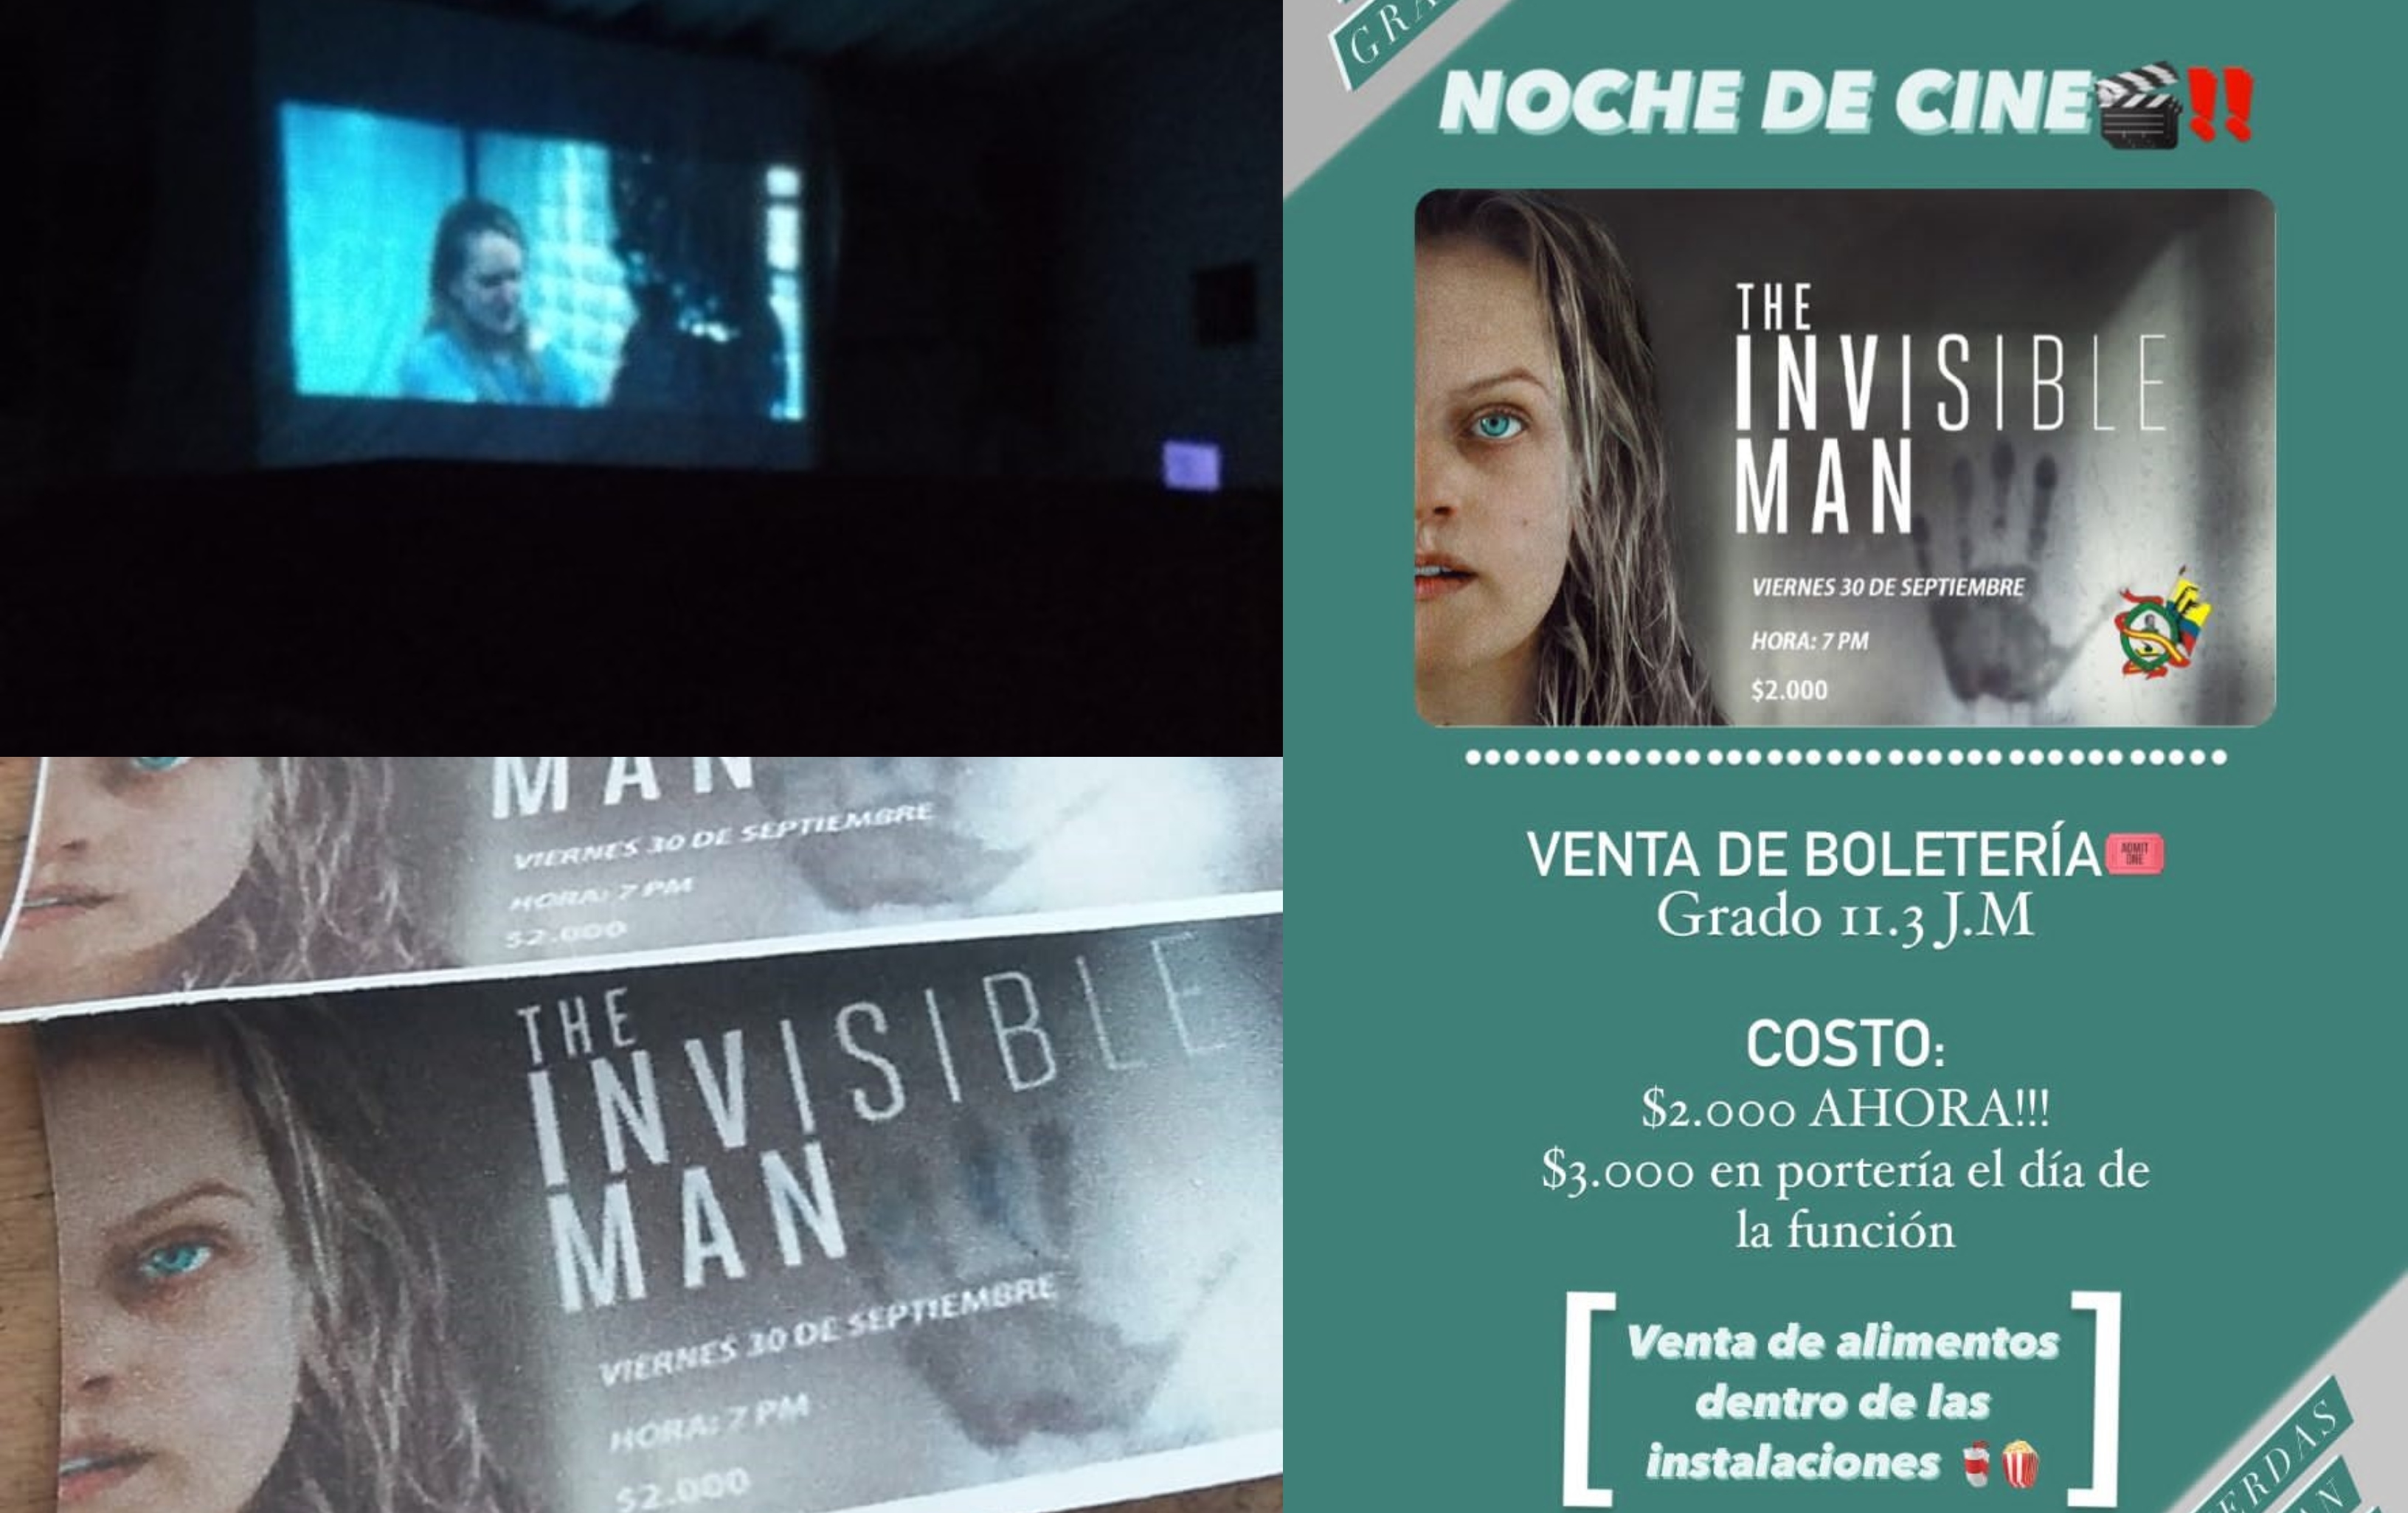 MAN
VIERNES 30 DE SEPTIEMBRE
HORA: 7 PM
$2.000
THE
INVISIBLE
MAN
VIERNES 30 DE SEPTIEMBRE
HORA: 7 PM
$2.000
NOCHE DE CINE🎬‼️
THE
INVISIBLE
MAN
VIERNES 30 DE SEPTIEMBRE
HORA: 7 PM
$2.000
VENTA DE BOLETERÍA🎟️
ADMIT
ONE
Grado 11.3 J.M
COSTO:
$2.000 AHORA!!!
$3.000 en portería el día de
la función
[Venta de alimentos
dentro de las
instalaciones 🥤🍿]